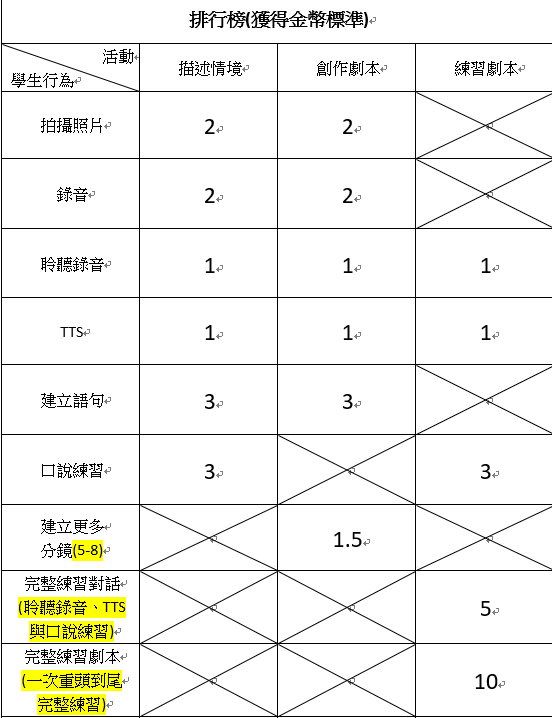 排行榜(獲得金幣標準)
活動
學生行為
描述情境
創作劇本
練習劇本
拍攝照片
2
2
錄音
2
2
聆聽錄音
1
1
1
TTS
1
1
1
建立語句
3
3
口說練習
3
3
建立更多
分鏡(5-8)
1.5
完整練習對話
(聆聽錄音、TTS
與口說練習)
5
完整練習劇本
(一次重頭到尾
完整練習)
10